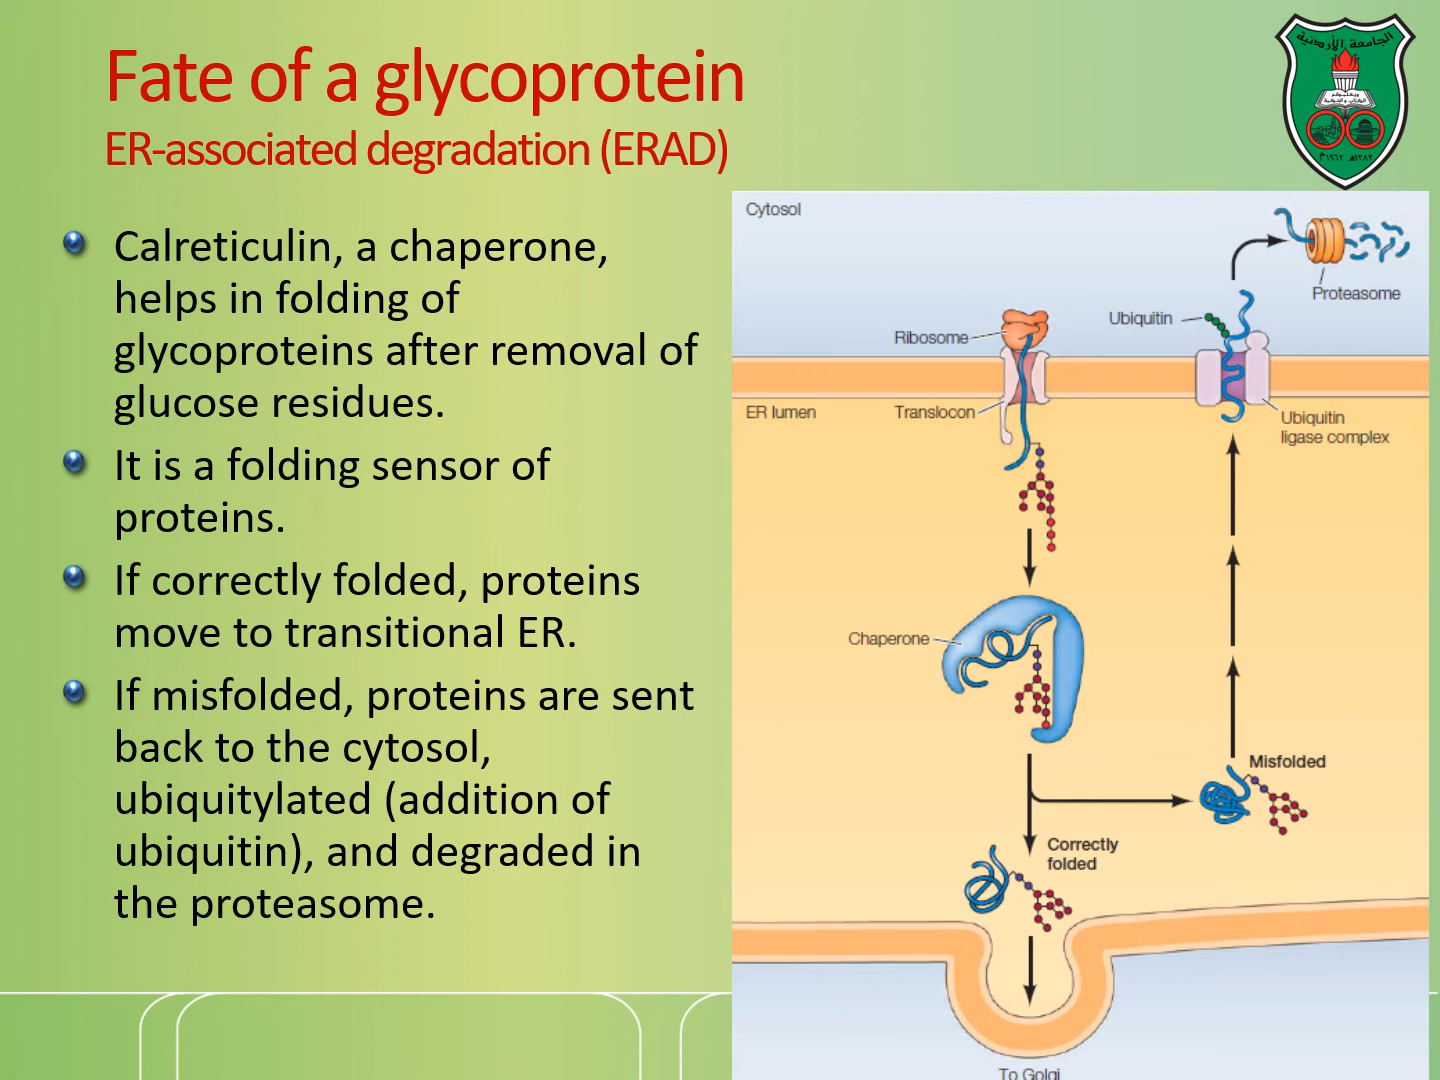 Fate of a glycoprotein
ER-associated degradation (ERAD)
الجامعة الأردنية
Calreticulin, a chaperone,
helps in folding of
glycoproteins after removal of
glucose residues.
It is a folding sensor of
proteins.
If correctly folded, proteins
move to transitional ER.
If misfolded, proteins are sent
back to the cytosol,
ubiquitylated (addition of
ubiquitin), and degraded in
the proteasome.
Cytosol
Proteasome
Ubiquitin
Ribosome
ER lumen
Translocon
Ubiquitin
ligase complex
Chaperone
Misfolded
Correctly
folded
To Golgi